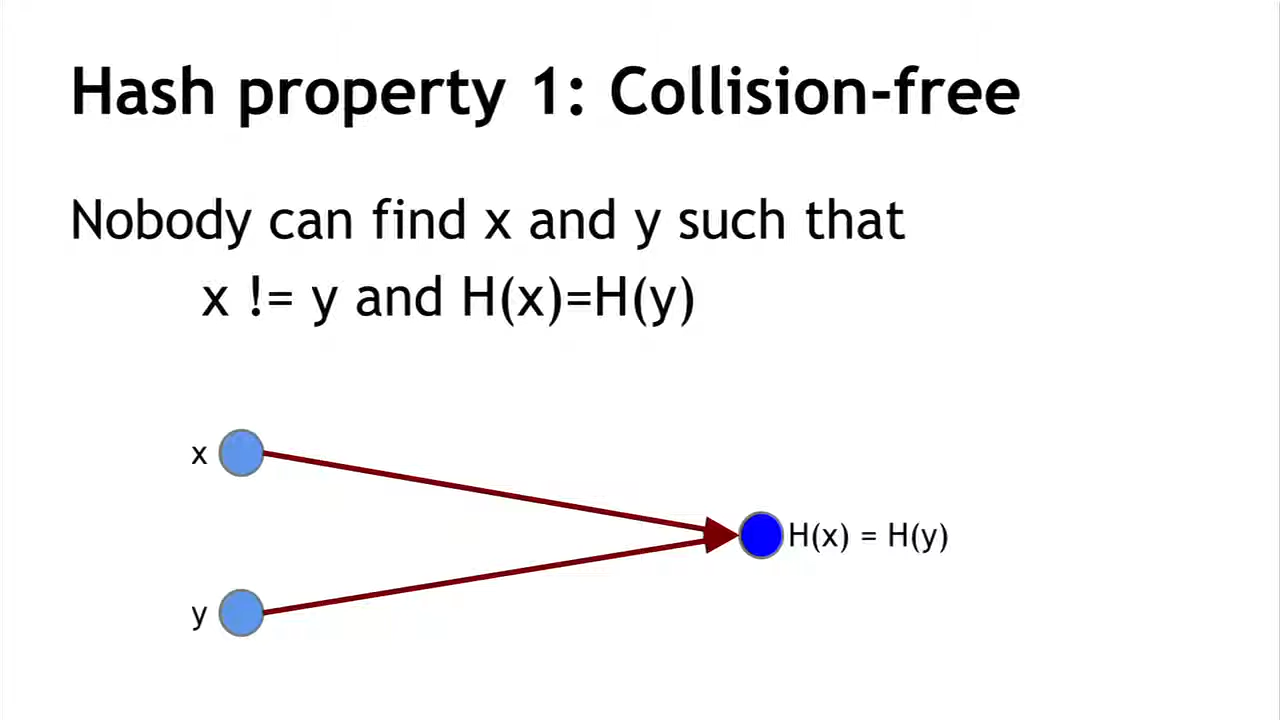 Hash property 1: Collision-free
Nobody can find x and y such that
x != y and H(x)=H(y)
x
H(x) = H(y)
y